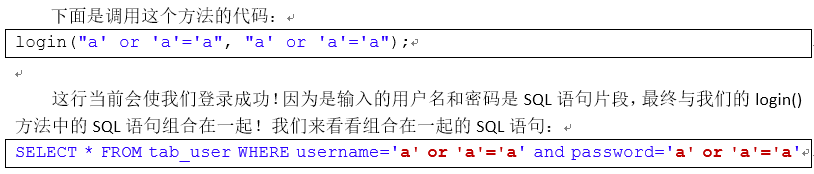 下面是调用这个方法的代码：
login("a' or 'a'='a", "a' or 'a'='a");
这行当前会使我们登录成功！因为是输入的用户名和密码是 SQL 语句片段，最终与我们的 login()
方法中的 SQL 语句组合在一起！我们来看看组合在一起的 SQL 语句：
SELECT * FROM tab_user WHERE username='a' or 'a'='a' and password='a' or 'a'='a'